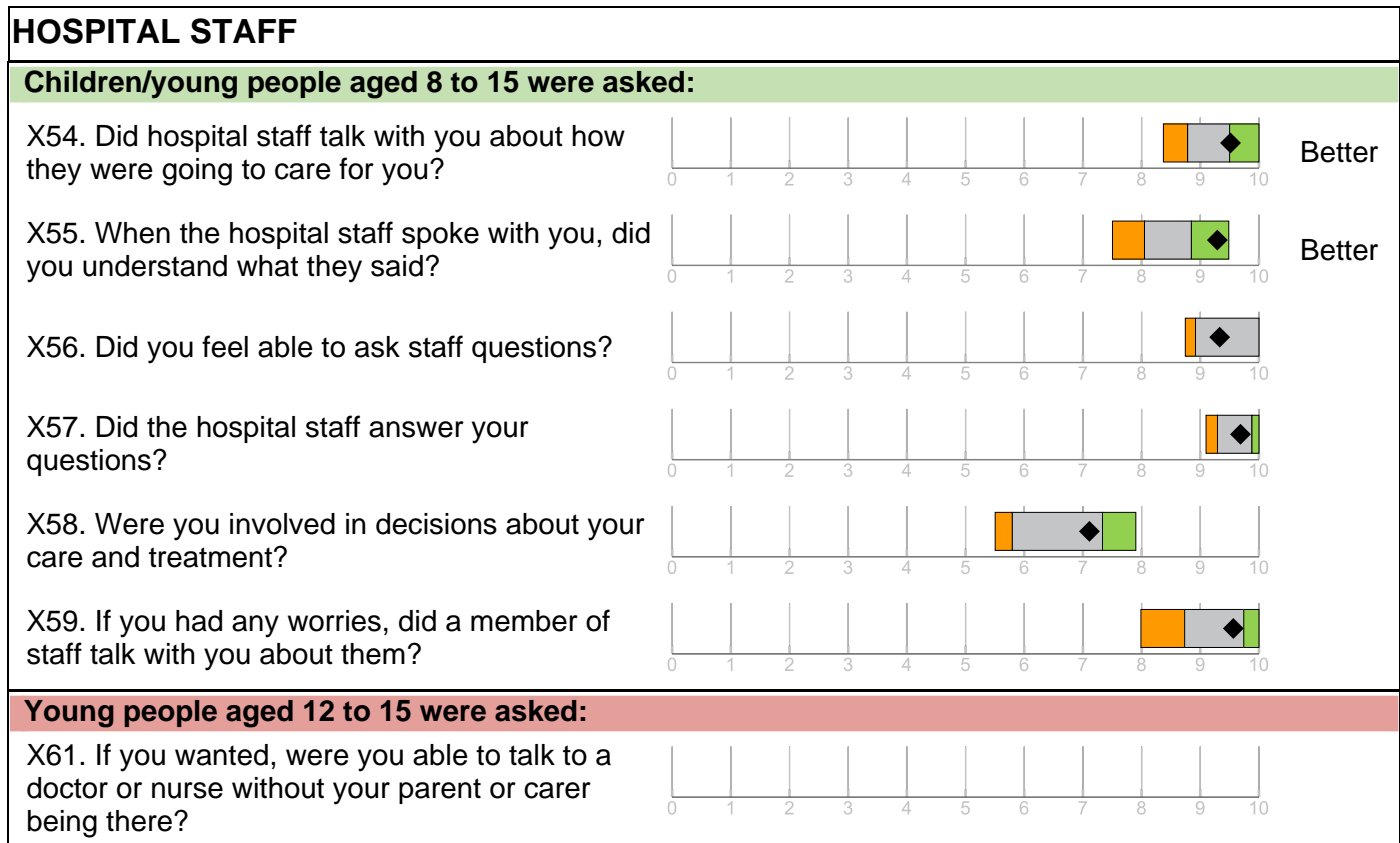 HOSPITAL STAFF
Children/young people aged 8 to 15 were asked:
X54. Did hospital staff talk with you about how
they were going to care for you?
0 1 2 3 4 5 6 7 8 9 10
Better
X55. When the hospital staff spoke with you, did
you understand what they said?
0 1 2 3 4 5 6 7 8 9 10
Better
X56. Did you feel able to ask staff questions?
0 1 2 3 4 5 6 7 8 9 10
X57. Did the hospital staff answer your
questions?
0 1 2 3 4 5 6 7 8 9 10
X58. Were you involved in decisions about your
care and treatment?
0 1 2 3 4 5 6 7 8 9 10
X59. If you had any worries, did a member of
staff talk with you about them?
0 1 2 3 4 5 6 7 8 9 10
Young people aged 12 to 15 were asked:
X61. If you wanted, were you able to talk to a
doctor or nurse without your parent or carer
being there?
0 1 2 3 4 5 6 7 8 9 10